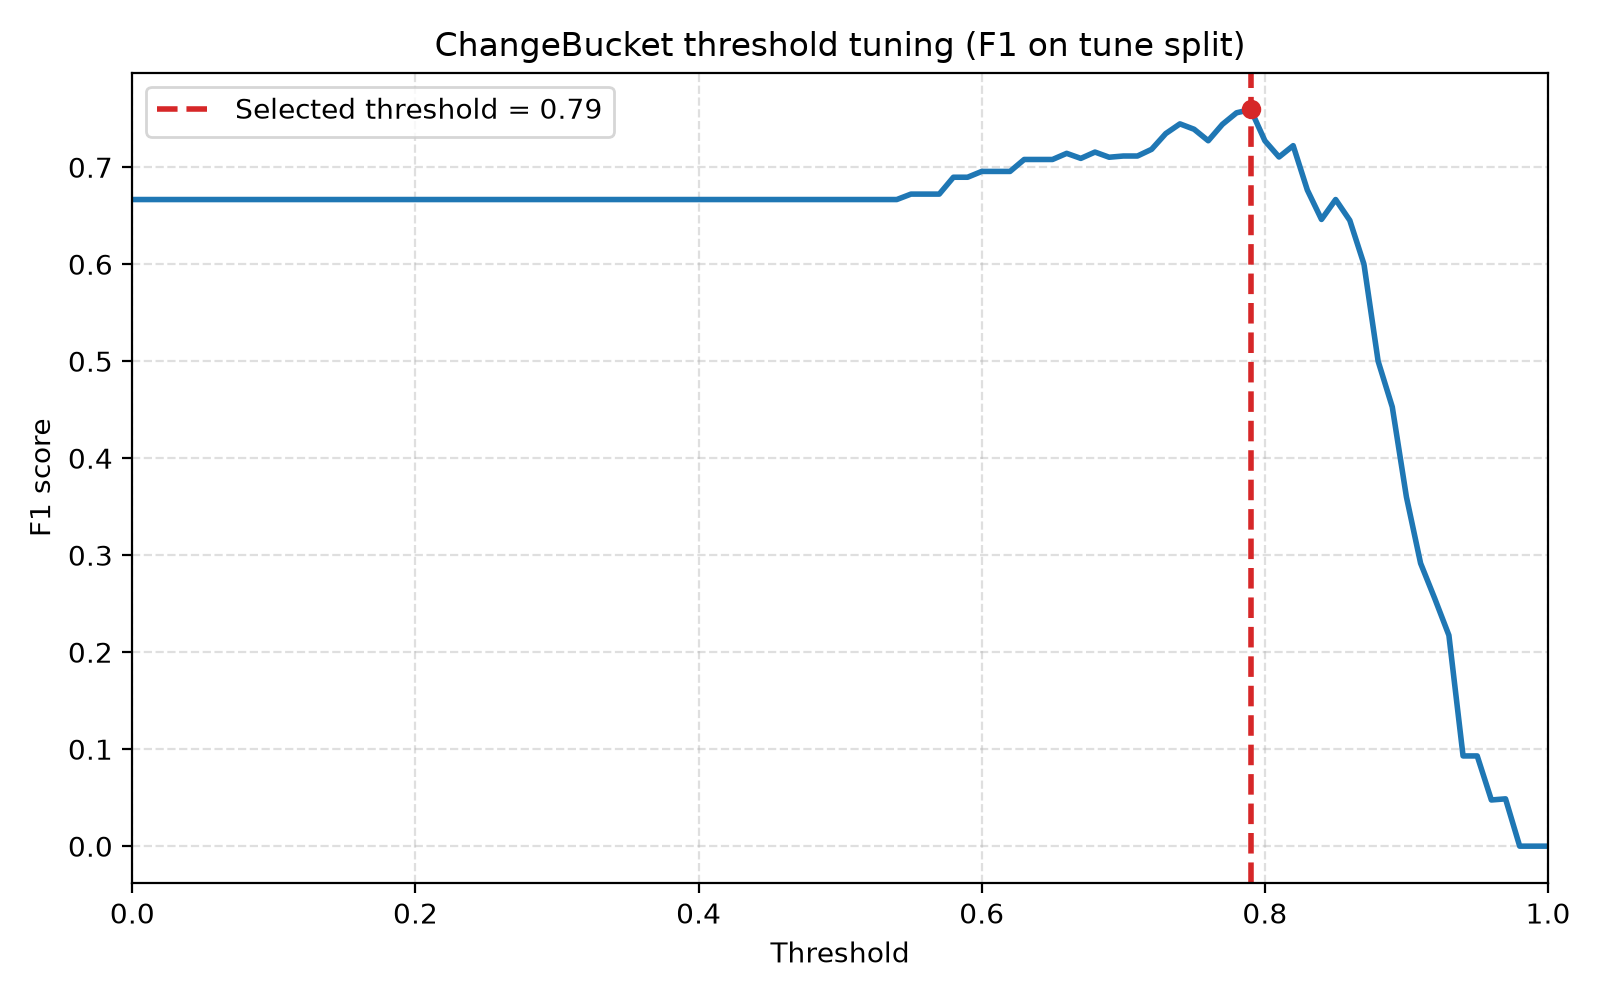 ChangeBucket threshold tuning (F1 on tune split)
Selected threshold = 0.79
0.7
0.6
0.5
0.4
0.3
0.2
0.1
0.0
F1 score
0.0 0.2 0.4 0.6 0.8 1.0
Threshold